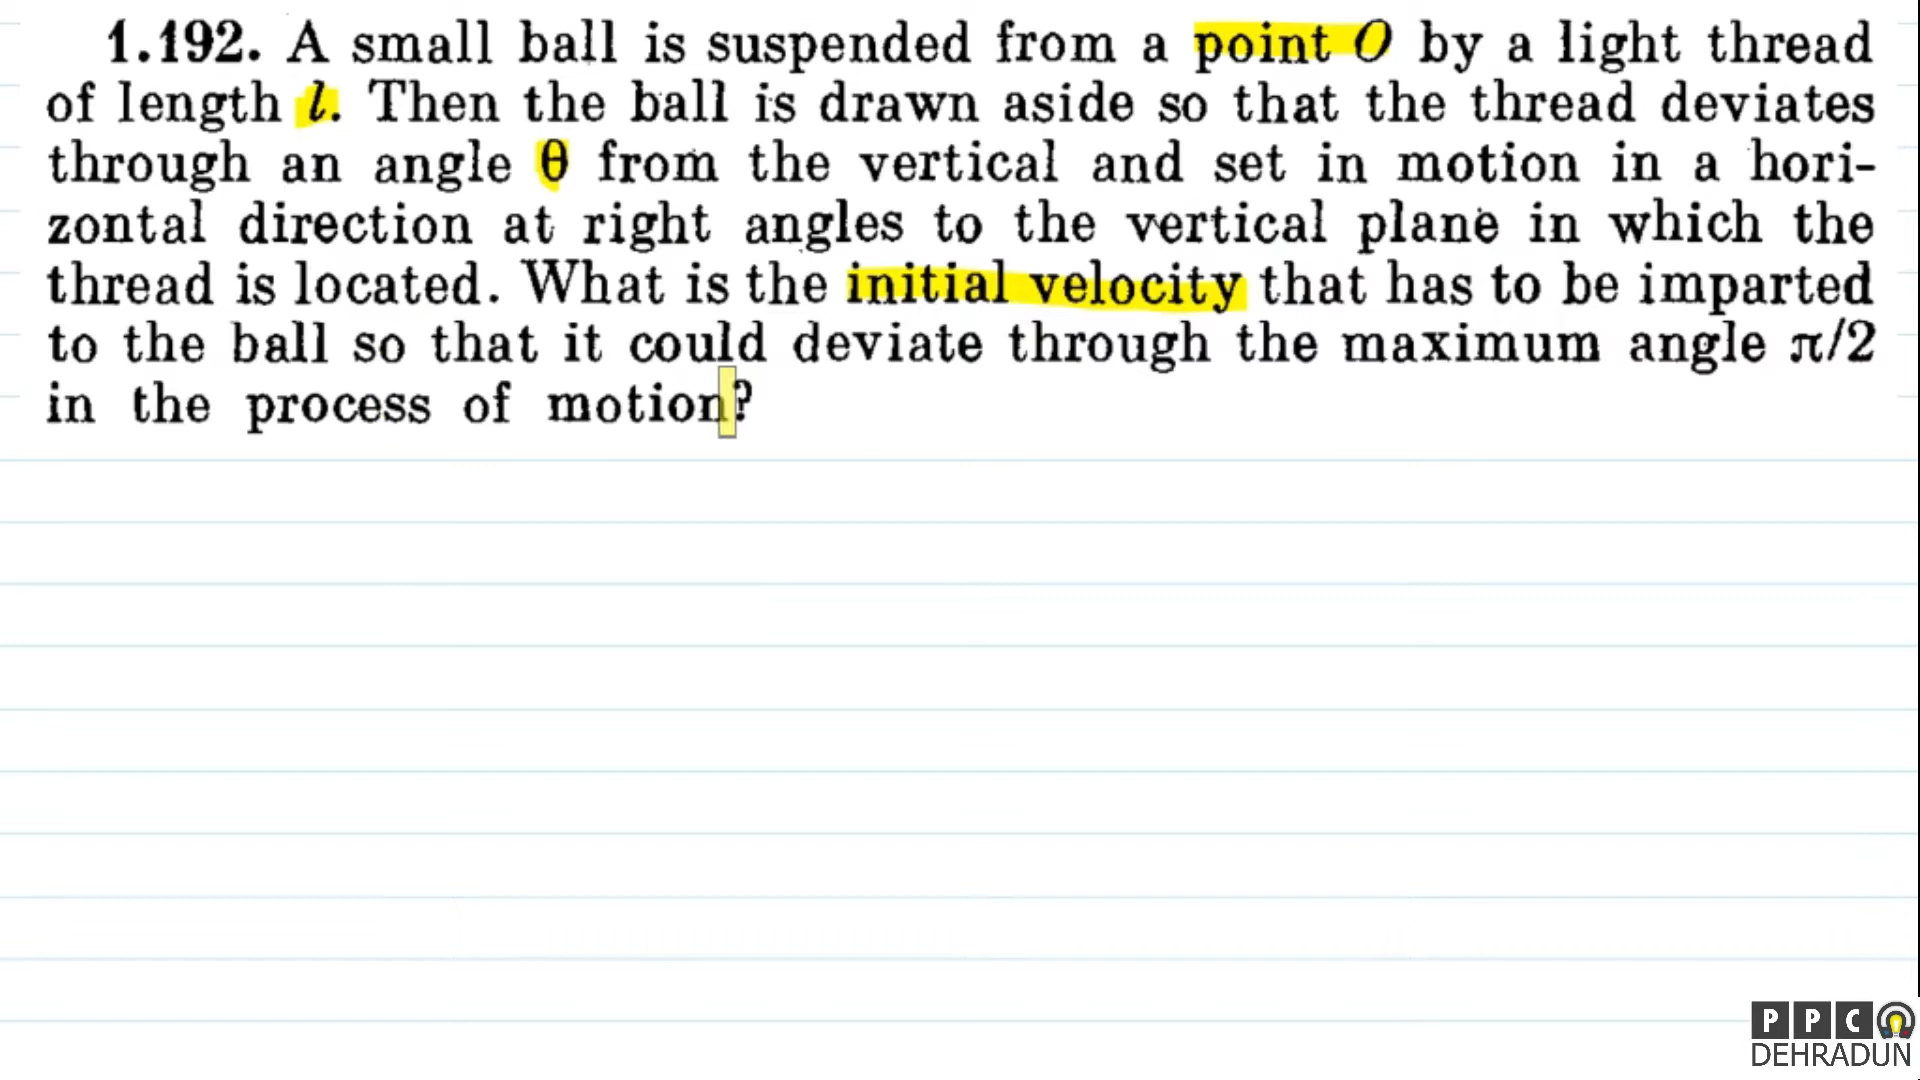 1.192. A small ball is suspended from a point O by a light thread
of length l. Then the ball is drawn aside so that the thread deviates
through an angle θ from the vertical and set in motion in a hori-
zontal direction at right angles to the vertical plane in which the
thread is located. What is the initial velocity that has to be imparted
to the ball so that it could deviate through the maximum angle π/2
in the process of motion?
PPC
DEHRADUN